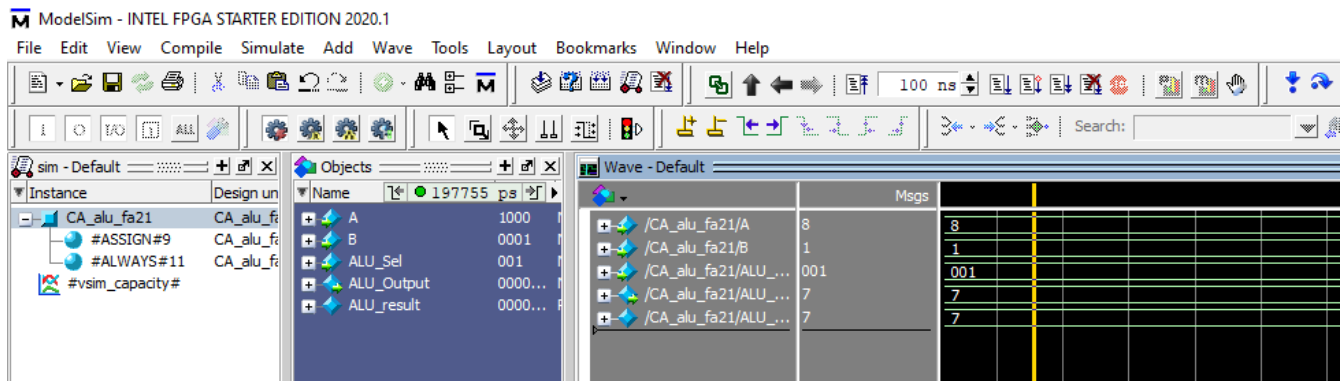 ModelSim - INTEL FPGA STARTER EDITION 2020.1
File Edit View Compile Simulate Add Wave Tools Layout Bookmarks Window Help
100 ns
ALL Search:
sim - Default
Instance Design un
CA_alu_fa21 CA_alu_fa
#ASSIGN#9 CA_alu_fa
#ALWAYS#11 CA_alu_fa
#vsim_capacity#
Objects
Name 197755 ps
A 1000
B 0001
ALU_Sel 001
ALU_Output 0000...
ALU_result 0000...
Wave - Default
Msgs
/CA_alu_fa21/A 8 8
/CA_alu_fa21/B 1 1
/CA_alu_fa21/ALU_... 001 001
/CA_alu_fa21/ALU_... 7 7
/CA_alu_fa21/ALU_... 7 7